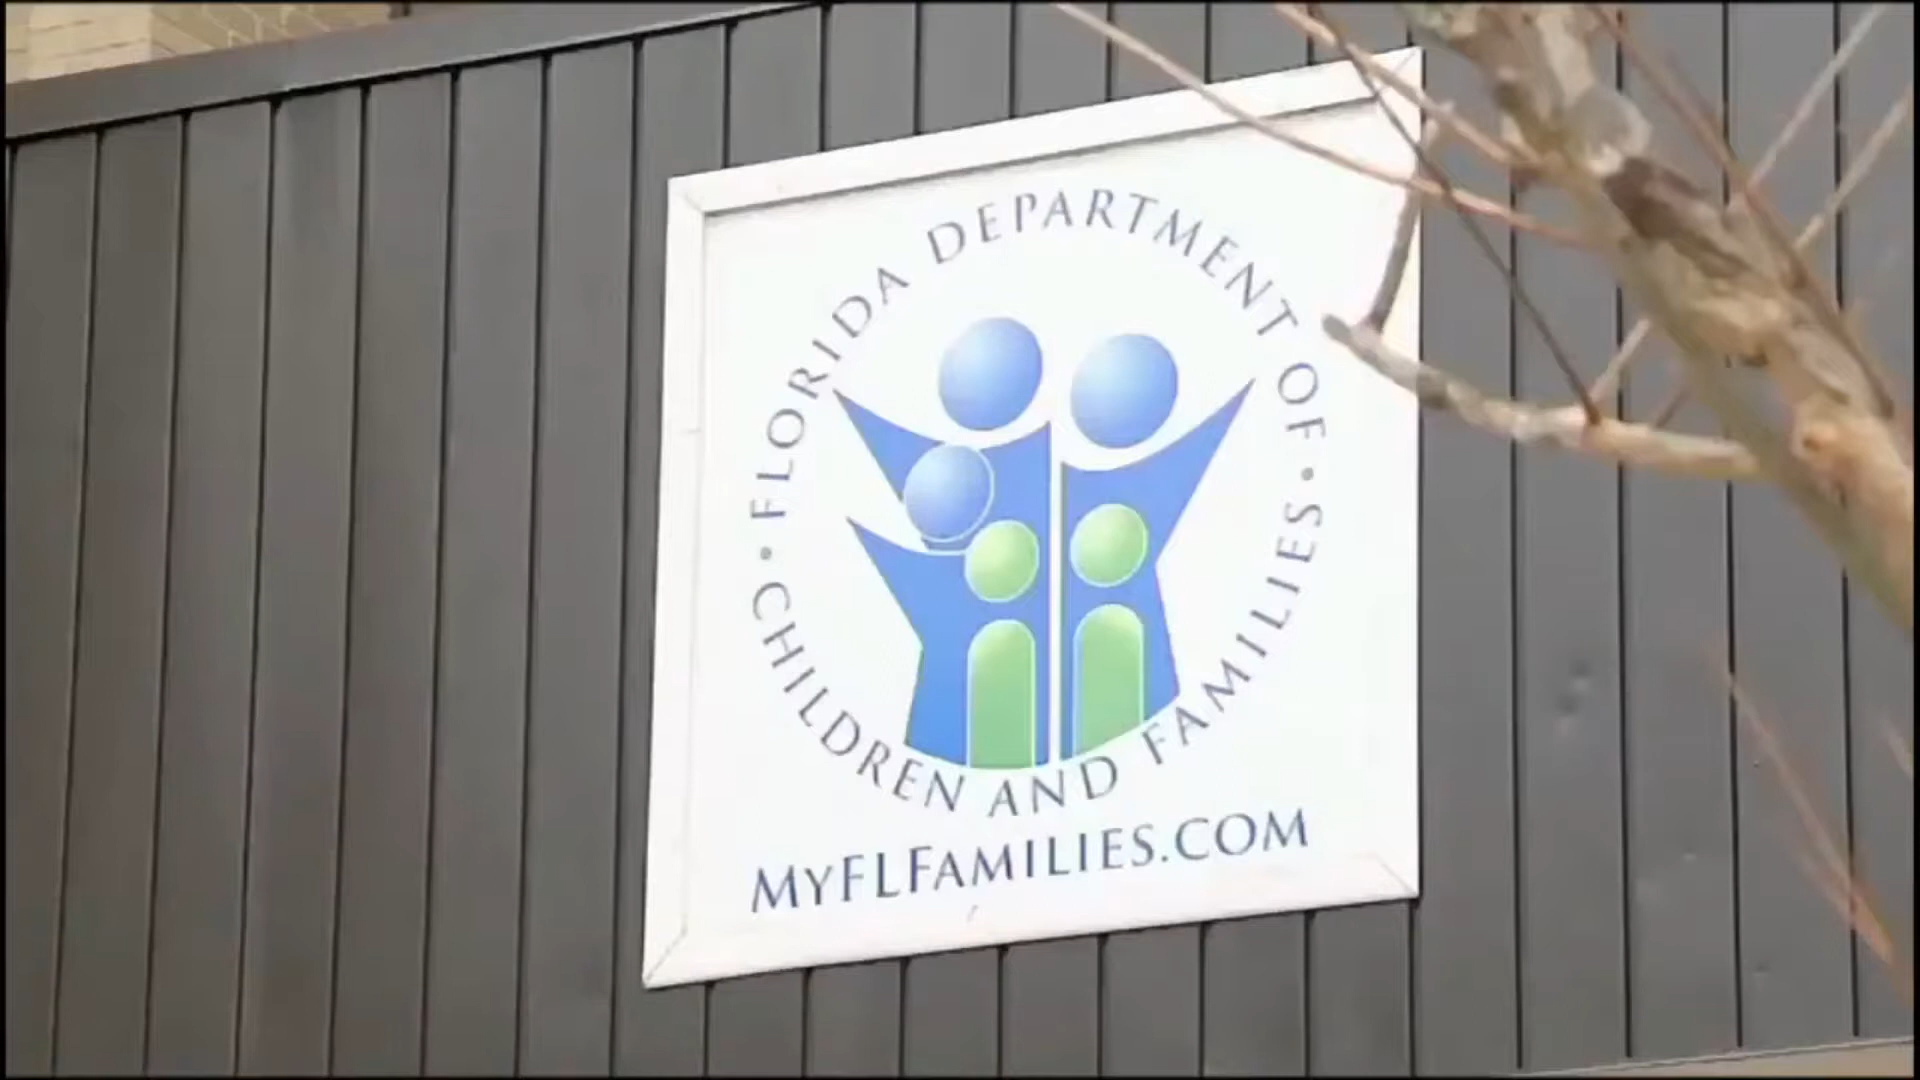 FLORIDA DEPARTMENT OF
• CHILDREN AND FAMILIES •
MYFLFAMILIES.COM